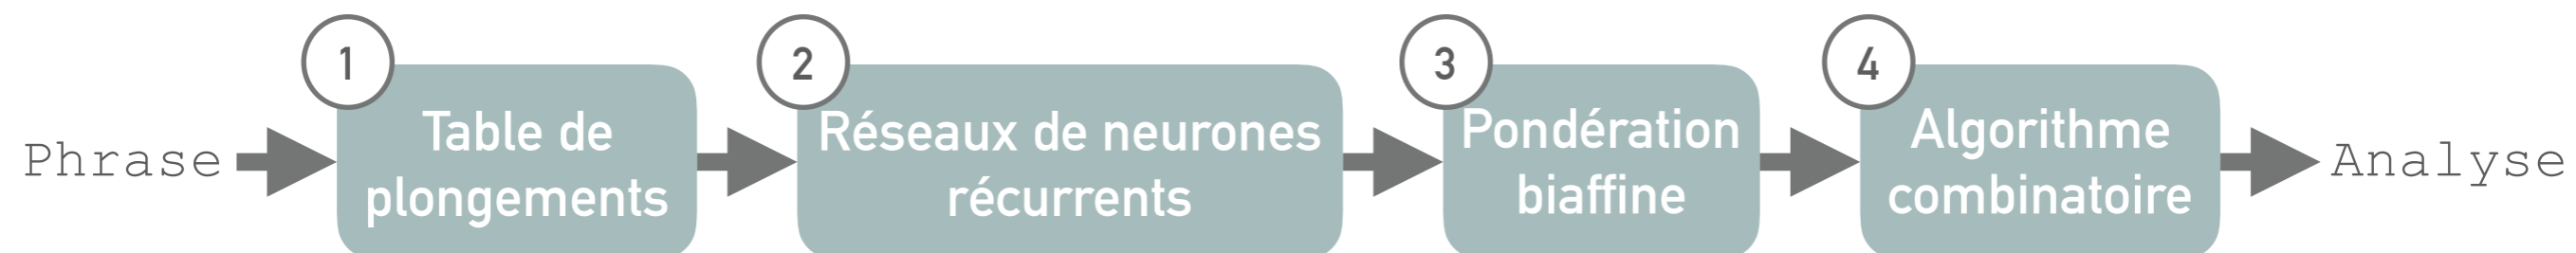 Phrase
1
Table de
plongements
2
Réseaux de neurones
récurrents
3
Pondération
biaffine
4
Algorithme
combinatoire
Analyse